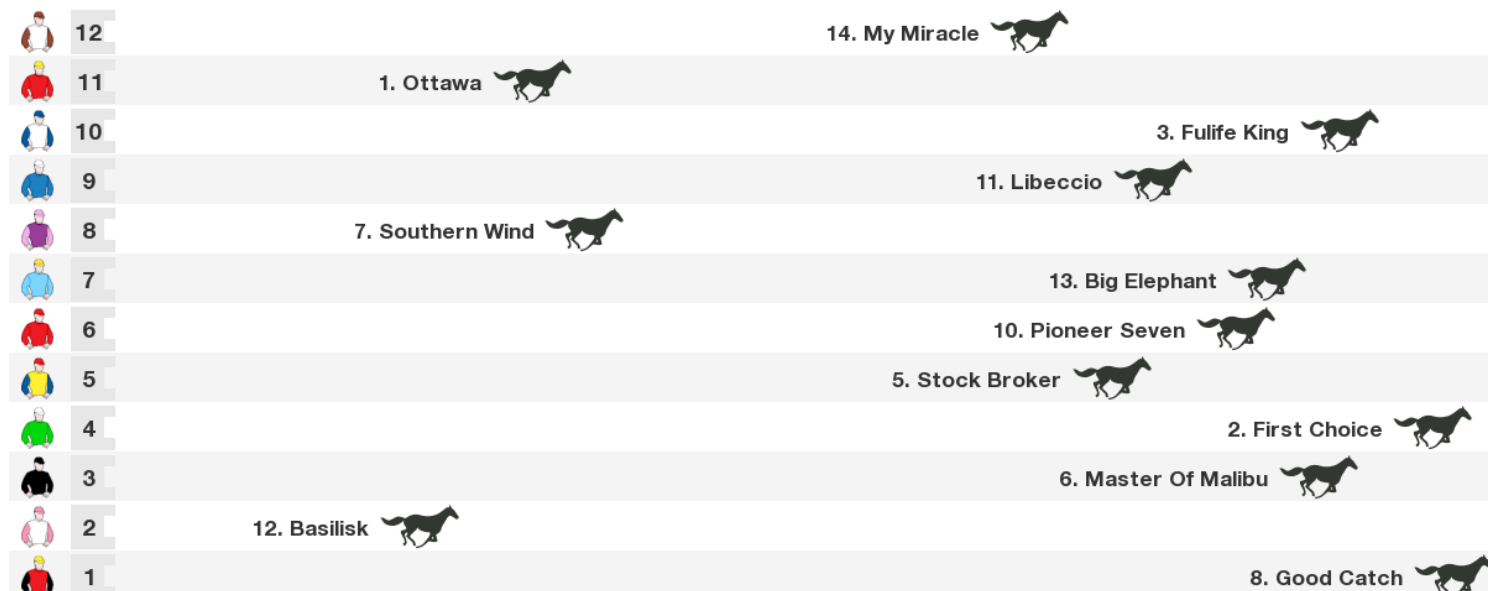 12 14. My Miracle
11 1. Ottawa
10 3. Fulife King
9 11. Libeccio
8 7. Southern Wind
7 13. Big Elephant
6 10. Pioneer Seven
5 5. Stock Broker
4 2. First Choice
3 6. Master Of Malibu
2 12. Basilisk
1 8. Good Catch